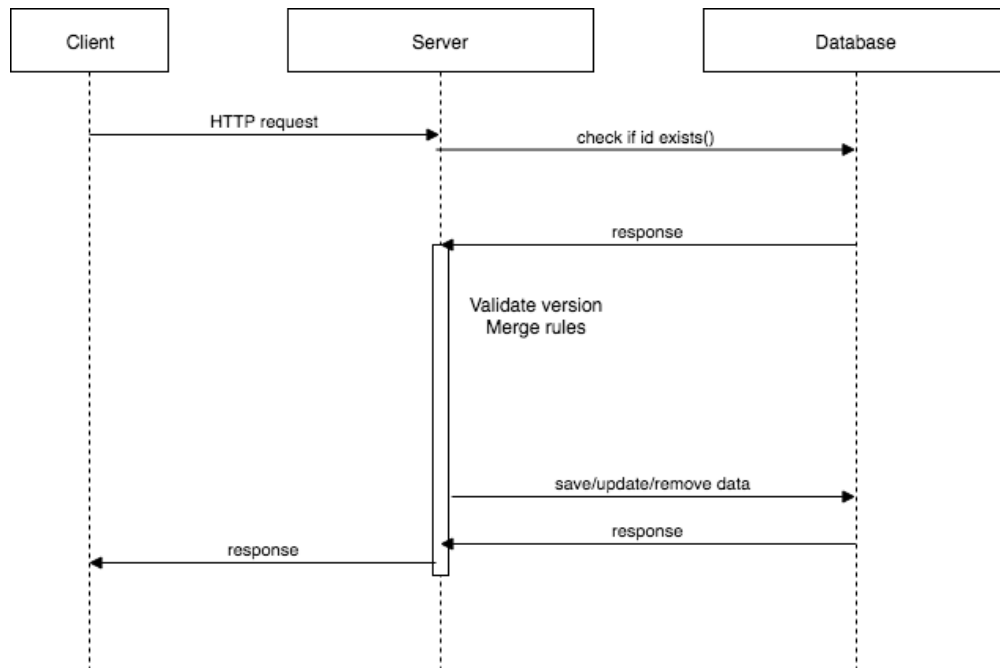 Client
Server
Database
HTTP request
check if id exists()
response
Validate version
Merge rules
save/update/remove data
response
response